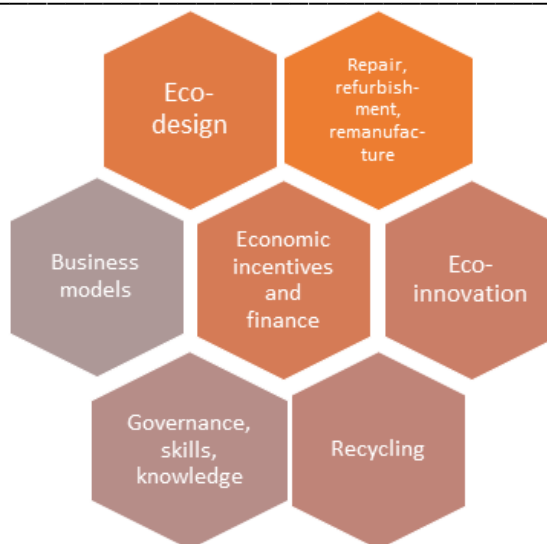 Eco-
design
Repair,
refurbish-
ment,
remanufac-
ture
Business
models
Economic
incentives
and
finance
Eco-
innovation
Governance,
skills,
knowledge
Recycling